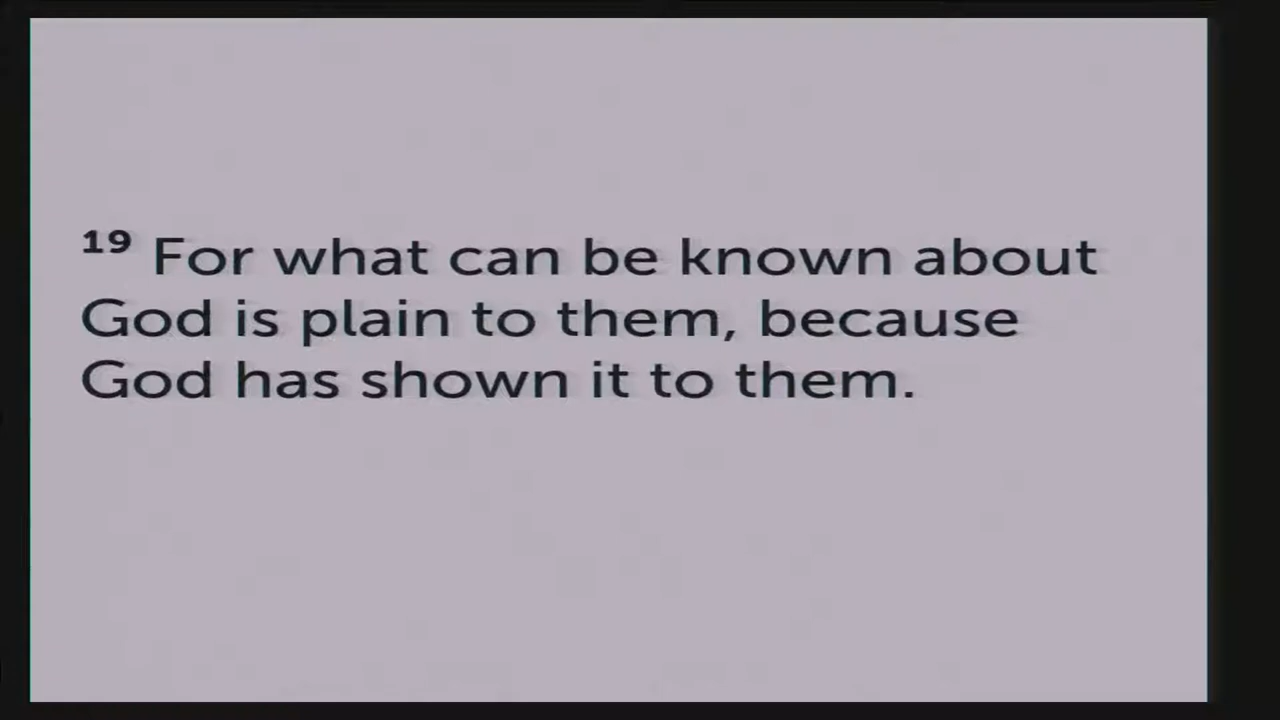 19 For what can be known about
God is plain to them, because
God has shown it to them.